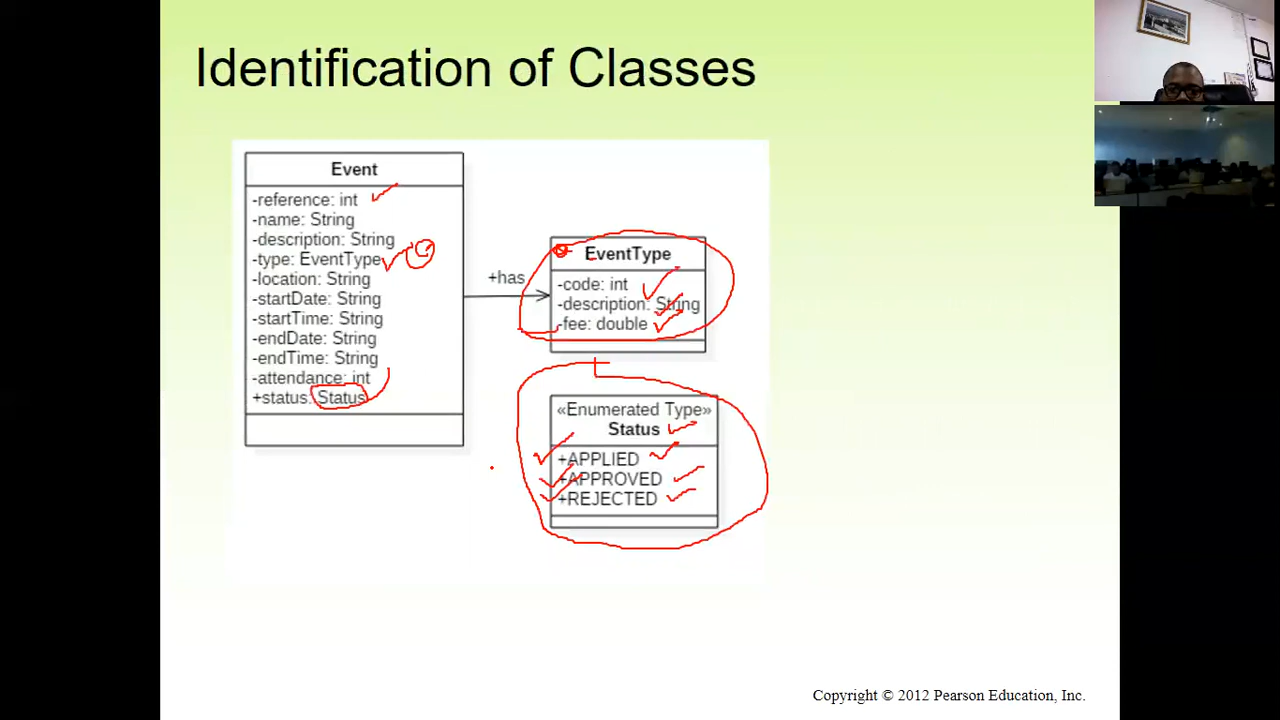 Identification of Classes
Event
-reference: int
-name: String
-description: String
-type: EventType
-location: String
-startDate: String
-startTime: String
-endDate: String
-endTime: String
-attendance: int
+status: Status
+has
EventType
-code: int
-description: String
-fee: double
«Enumerated Type»
Status
+APPLIED
+APPROVED
+REJECTED
Copyright © 2012 Pearson Education, Inc.